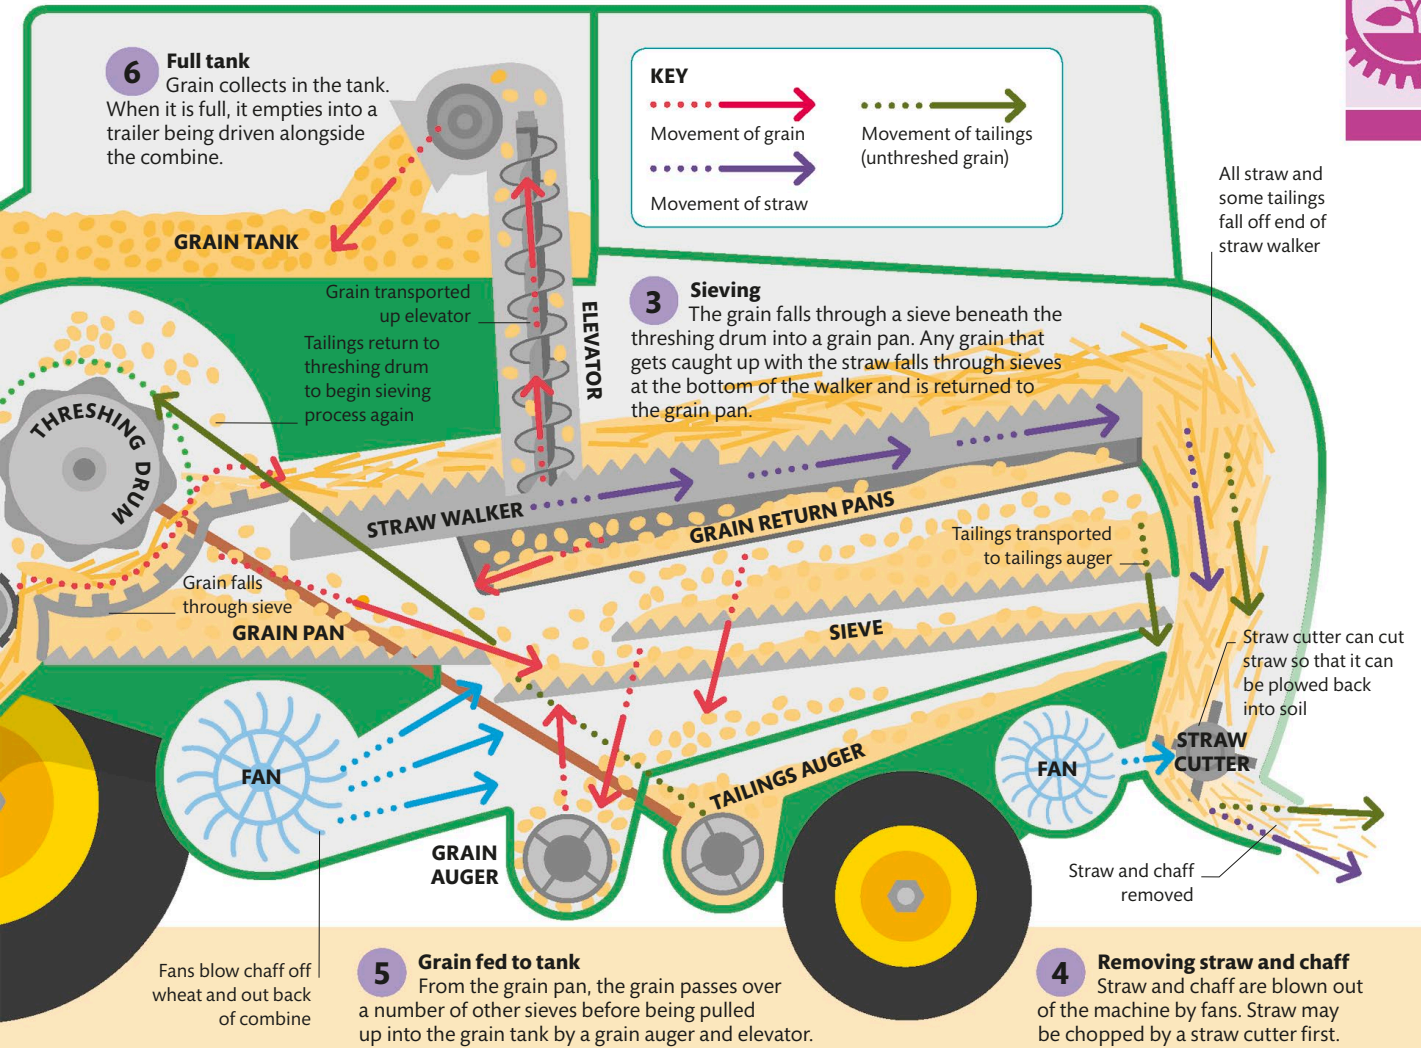 6 Full tank
Grain collects in the tank.
When it is full, it empties into a
trailer being driven alongside
the combine.
KEY
Movement of grain
Movement of tailings
(unthreshed grain)
Movement of straw
All straw and
some tailings
fall off end of
straw walker
GRAIN TANK
Grain transported
up elevator
ELEVATOR
Tailings return to
threshing drum
to begin sieving
process again
3 Sieving
The grain falls through a sieve beneath the
threshing drum into a grain pan. Any grain that
gets caught up with the straw falls through sieves
at the bottom of the walker and is returned to
the grain pan.
THRESHING DRUM
STRAW WALKER
GRAIN RETURN PANS
Tailings transported
to tailings auger
Grain falls
through sieve
GRAIN PAN
SIEVE
Straw cutter can cut
straw so that it can
be plowed back
into soil
STRAW
CUTTER
FAN
FAN
TAILINGS AUGER
GRAIN
AUGER
Straw and chaff
removed
Fans blow chaff off
wheat and out back
of combine
5 Grain fed to tank
From the grain pan, the grain passes over
a number of other sieves before being pulled
up into the grain tank by a grain auger and elevator.
4 Removing straw and chaff
Straw and chaff are blown out
of the machine by fans. Straw may
be chopped by a straw cutter first.